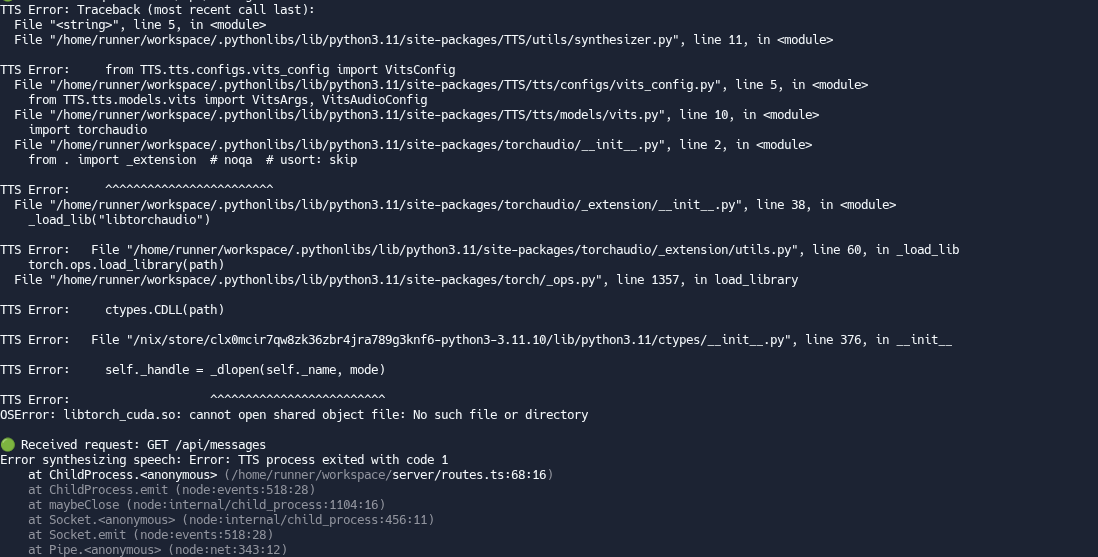 TTS Error: Traceback (most recent call last):
  File "<string>", line 5, in <module>
  File "/home/runner/workspace/.pythonlibs/lib/python3.11/site-packages/TTS/utils/synthesizer.py", line 11, in <module>
TTS Error:     from TTS.tts.configs.vits_config import VitsConfig
  File "/home/runner/workspace/.pythonlibs/lib/python3.11/site-packages/TTS/tts/configs/vits_config.py", line 5, in <module>
    from TTS.tts.models.vits import VitsArgs, VitsAudioConfig
  File "/home/runner/workspace/.pythonlibs/lib/python3.11/site-packages/TTS/tts/models/vits.py", line 10, in <module>
    import torchaudio
  File "/home/runner/workspace/.pythonlibs/lib/python3.11/site-packages/torchaudio/__init__.py", line 2, in <module>
    from . import _extension  # noqa  # usort: skip
TTS Error:     ^^^^^^^^^^^^^^^^^^^^^^^^
  File "/home/runner/workspace/.pythonlibs/lib/python3.11/site-packages/torchaudio/_extension/__init__.py", line 38, in <module>
    _load_lib("libtorchaudio")
TTS Error:   File "/home/runner/workspace/.pythonlibs/lib/python3.11/site-packages/torchaudio/_extension/utils.py", line 60, in _load_lib
    torch.ops.load_library(path)
  File "/home/runner/workspace/.pythonlibs/lib/python3.11/site-packages/torch/_ops.py", line 1357, in load_library
TTS Error:     ctypes.CDLL(path)
TTS Error:   File "/nix/store/clx0mcir7qw8zk36zbr4jra789g3knf6-python3-3.11.10/lib/python3.11/ctypes/__init__.py", line 376, in __init__
TTS Error:     self._handle = _dlopen(self._name, mode)
TTS Error:                    ^^^^^^^^^^^^^^^^^^^^^^^^^
OSError: libtorch_cuda.so: cannot open shared object file: No such file or directory
Received request: GET /api/messages
Error synthesizing speech: Error: TTS process exited with code 1
    at ChildProcess.<anonymous> (/home/runner/workspace/server/routes.ts:68:16)
    at ChildProcess.emit (node:events:518:28)
    at maybeClose (node:internal/child_process:1104:16)
    at Socket.<anonymous> (node:internal/child_process:456:11)
    at Socket.emit (node:events:518:28)
    at Pipe.<anonymous> (node:net:343:12)